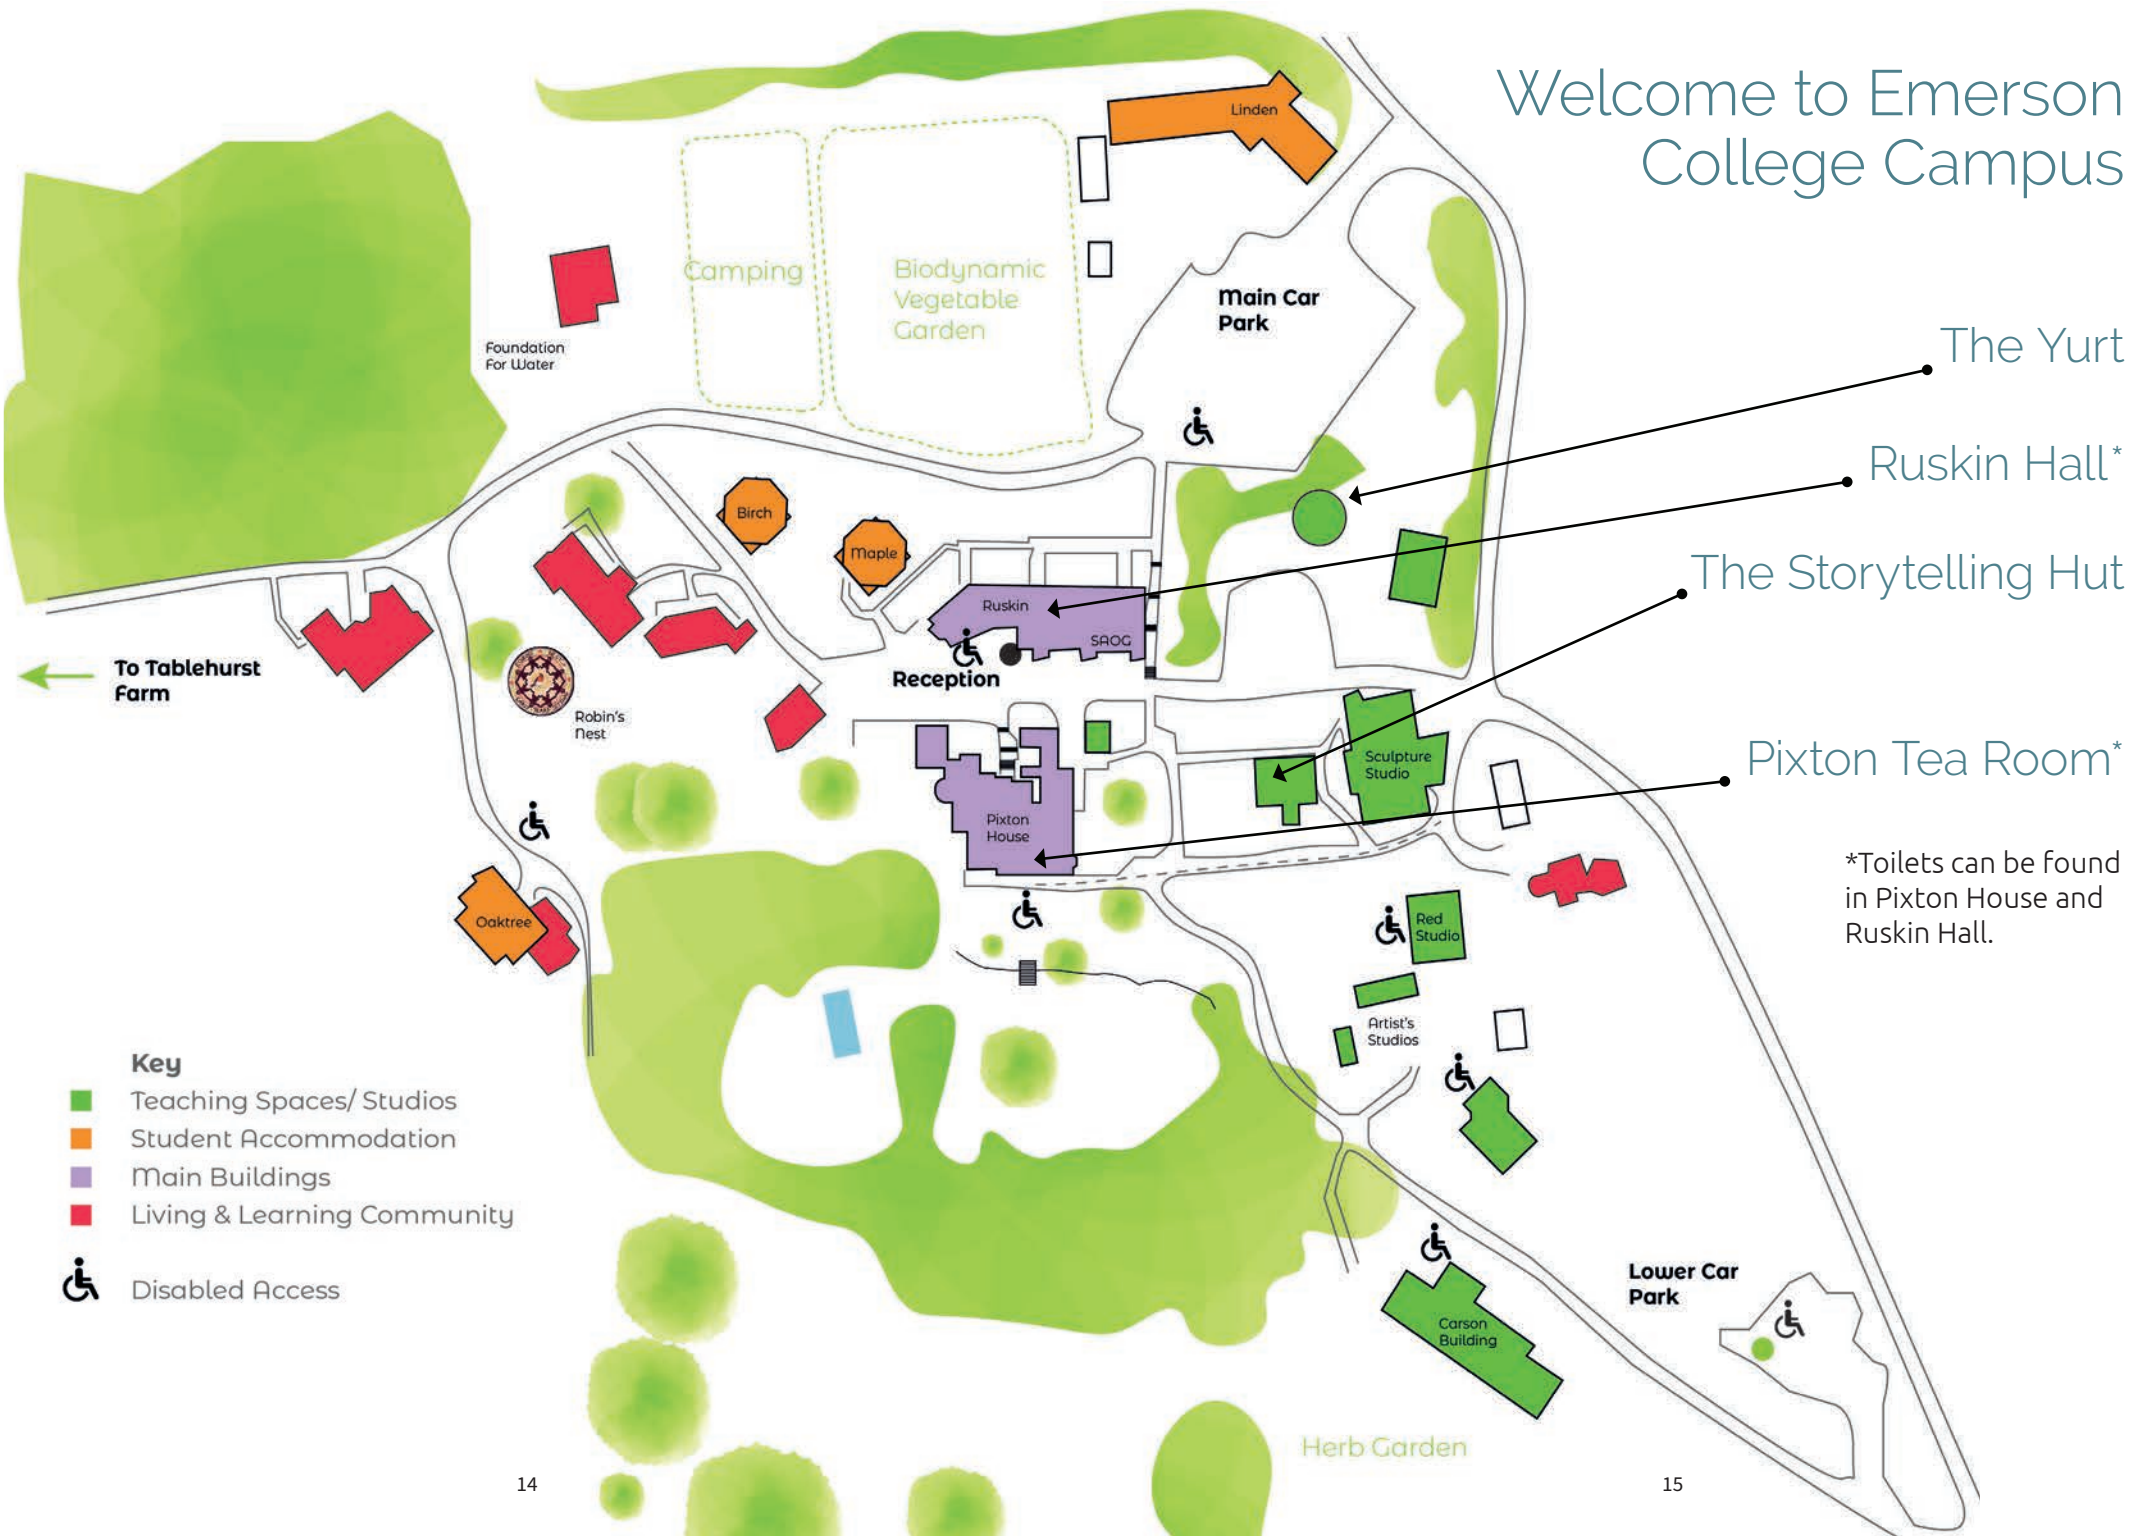 Welcome to Emerson
College Campus
Linden
Camping
Biodynamic
Vegetable
Garden
Main Car
Park
The Yurt
Foundation
For Water
Ruskin Hall*
Birch
Maple
The Storytelling Hut
Ruskin
SAOG
Reception
To Tablehurst
Farm
Robin's
Nest
Pixton Tea Room*
Sculpture
Studio
Pixton
House
*Toilets can be found
in Pixton House and
Ruskin Hall.
Oaktree
Red
Studio
Artist's
Studios
Key
Teaching Spaces/ Studios
Student Accommodation
Main Buildings
Living & Learning Community
Disabled Access
Lower Car
Park
Carson
Building
Herb Garden
14
15